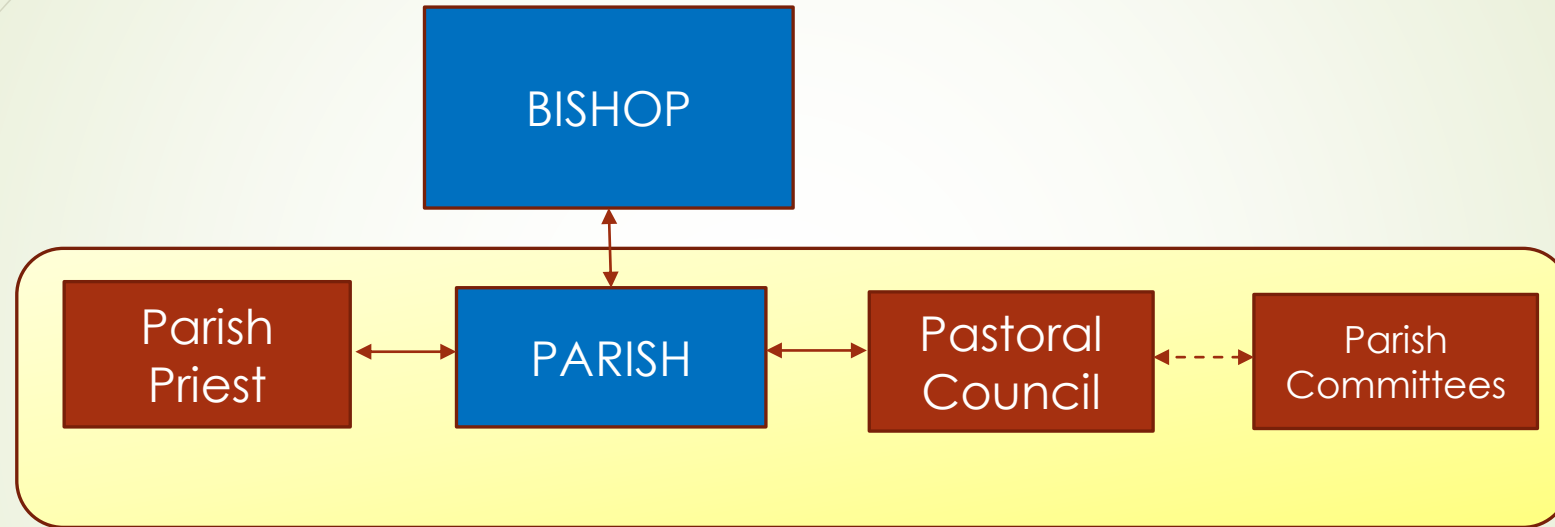 BISHOP
Parish
Priest
PARISH
Pastoral
Council
Parish
Committees